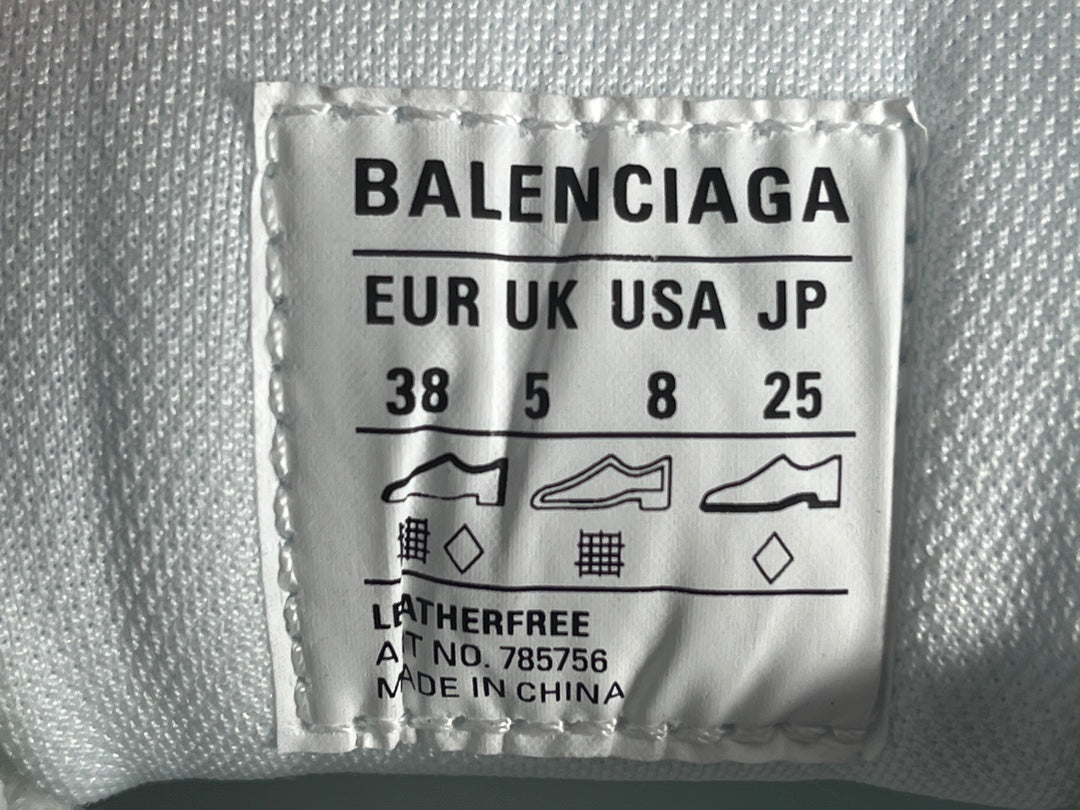 BALENCIAGA
EUR UK USA JP
38 5 8 25
LEATHERFREE
ART NO. 785756
MADE IN CHINA